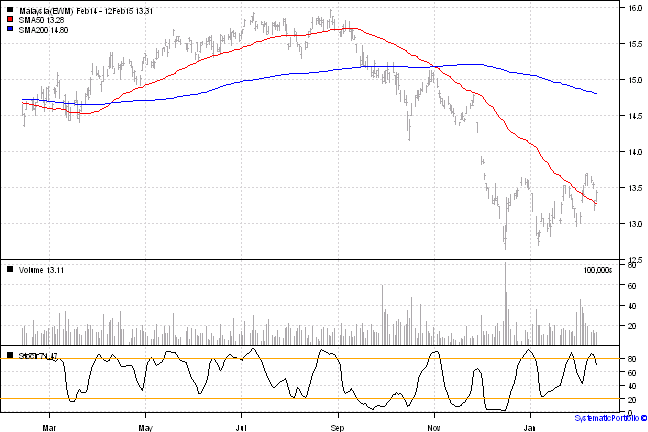 Malaysia(EWM) Feb14 - 12Feb15 13.31
SMA50 13.28
SMA200 14.80
16.0
15.5
15.0
14.5
14.0
13.5
13.0
12.5
Volume 13.11
100,000s
80
60
40
20
80
60
40
20
0
Mar May Jul Sep Nov Jan
SystematicPortfolio ©